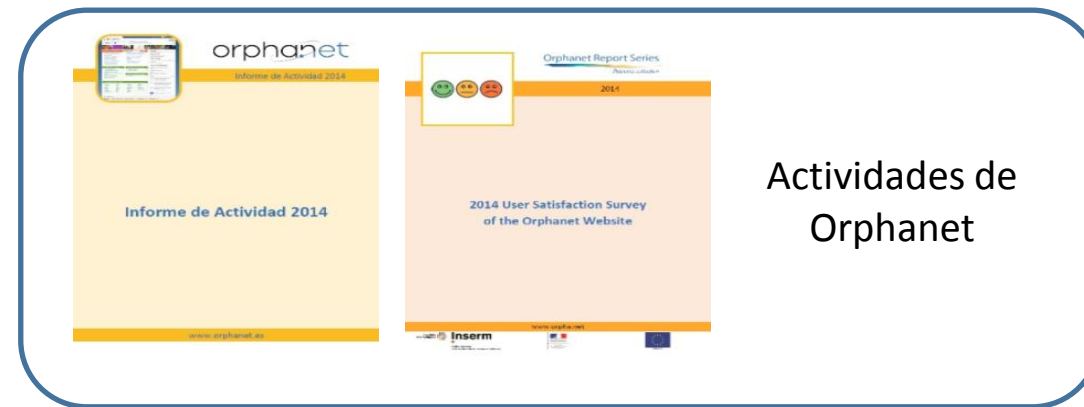 orphanet
Informe de Actividad 2014
Informe de Actividad 2014
www.orphanet.es
Orphanet Report Series
2014
2014 User Satisfaction Survey
of the Orphanet Website
www.orpha.net
Inserm
Actividades de
Orphanet